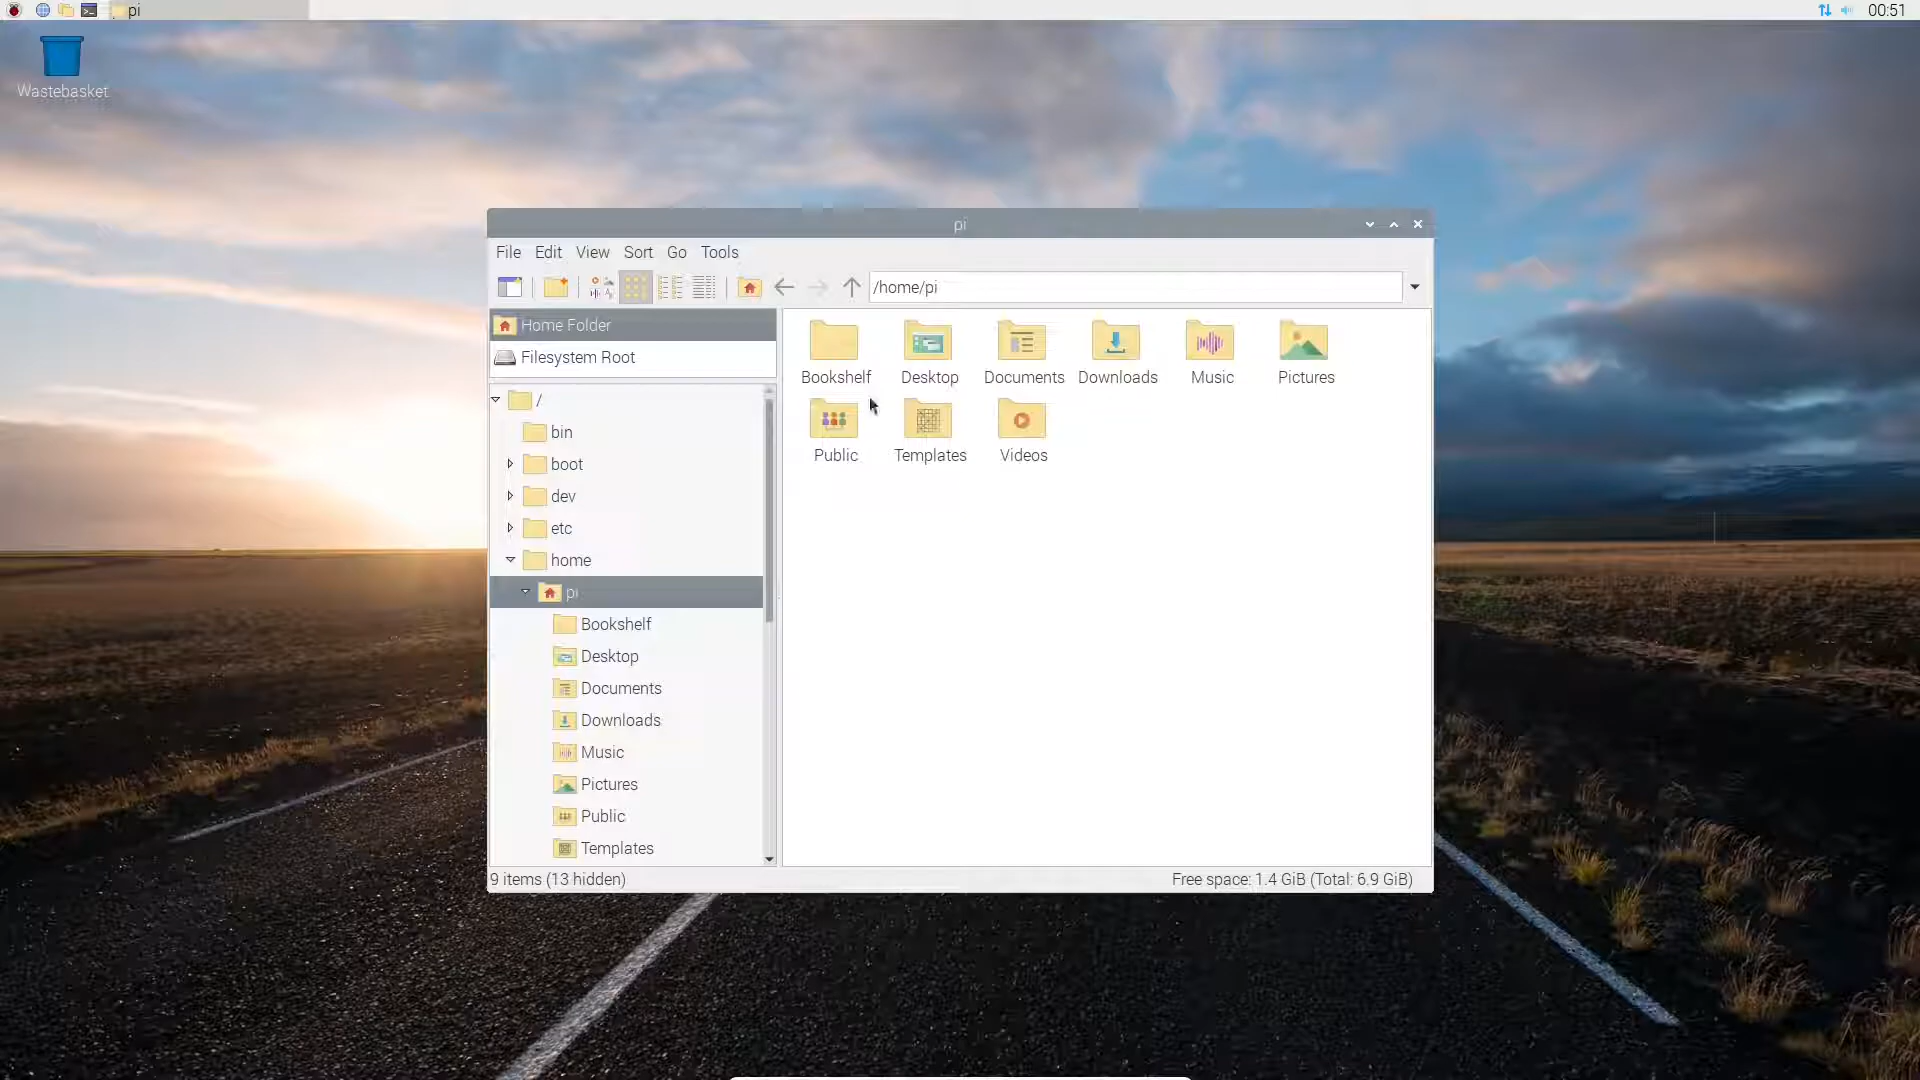 pi
00:51
Wastebasket
pi
File Edit View Sort Go Tools
/home/pi
Home Folder
Filesystem Root
/
bin
boot
dev
etc
home
pi
Bookshelf
Desktop
Documents
Downloads
Music
Pictures
Public
Templates
Bookshelf Desktop Documents Downloads Music Pictures
Public Templates Videos
9 items (13 hidden)
Free space: 1.4 GiB (Total: 6.9 GiB)